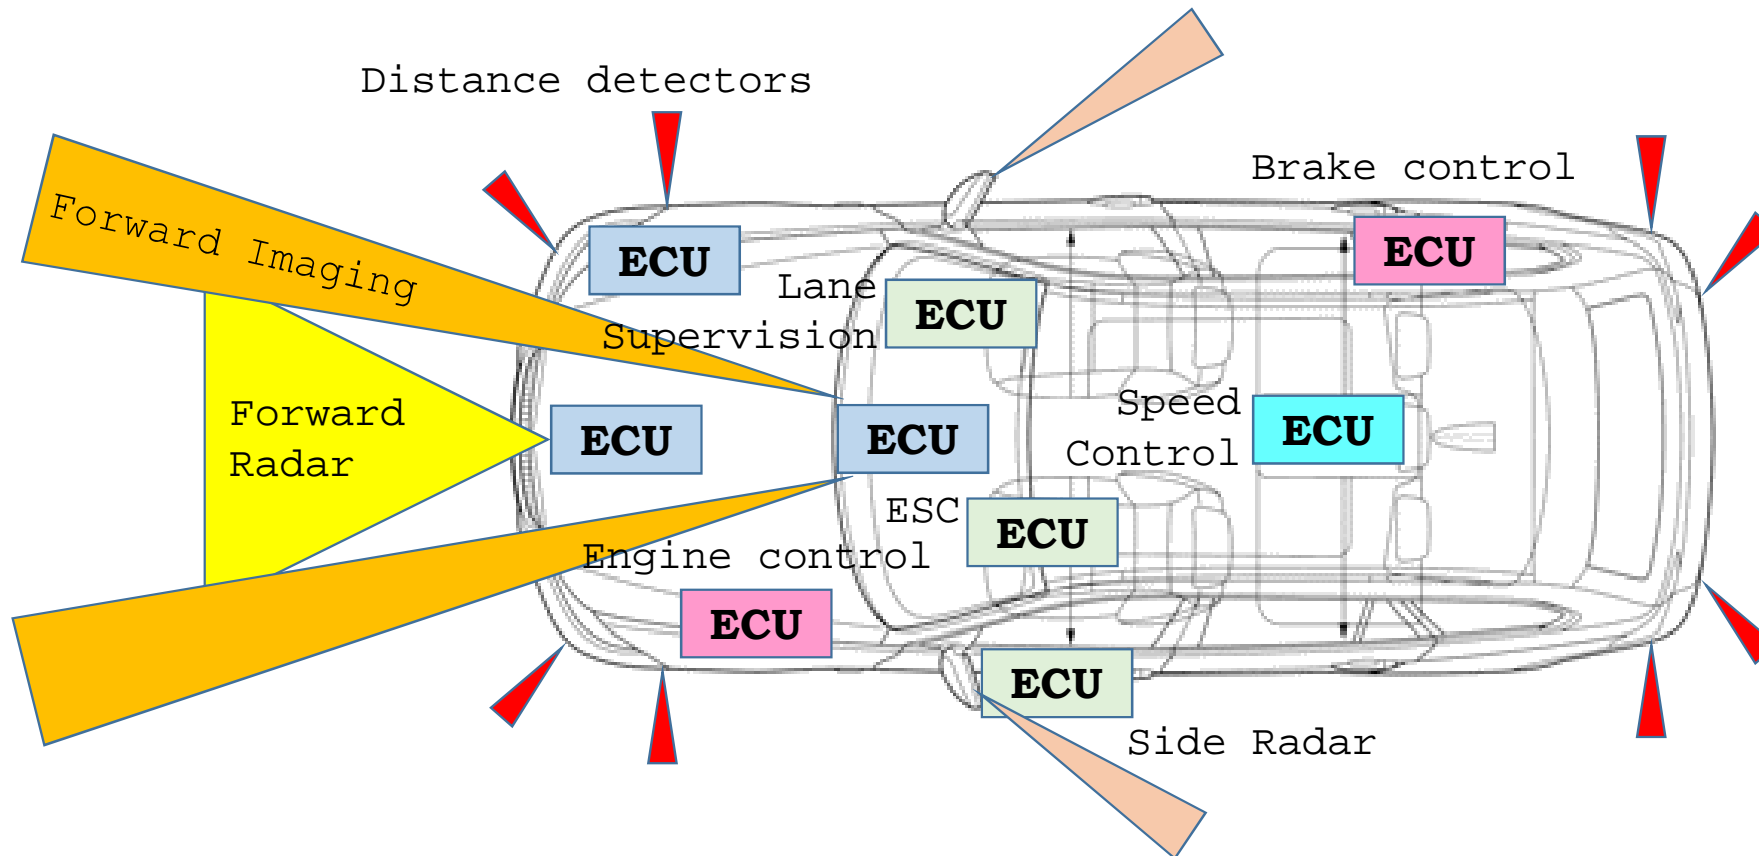 Distance detectors
Brake control
Forward Imaging
ECU
ECU
Lane
Supervision
ECU
Forward
Radar
ECU
ECU
Speed
Control
ECU
ESC
ECU
Engine control
ECU
ECU
Side Radar